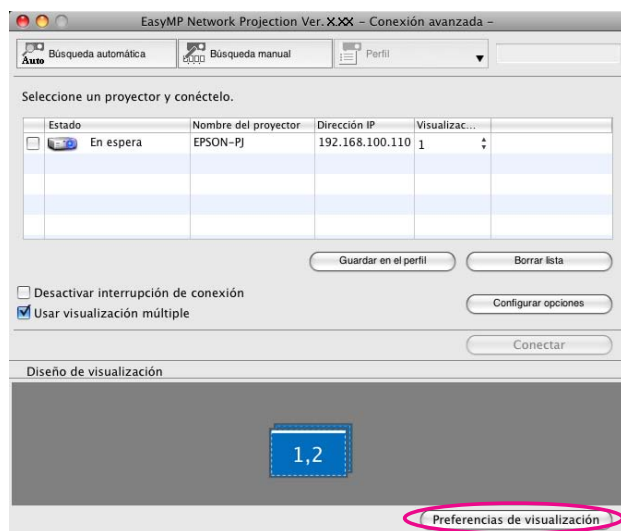 EasyMP Network Projection Ver. X.XX – Conexión avanzada –
Auto Búsqueda automática Búsqueda manual Perfil
Seleccione un proyector y conéctelo.
Estado Nombre del proyector Dirección IP Visualizac...
En espera EPSON-PJ 192.168.100.110 1
Guardar en el perfil Borrar lista
Desactivar interrupción de conexión
Configurar opciones
Usar visualización múltiple
Conectar
Diseño de visualización
1,2
Preferencias de visualización